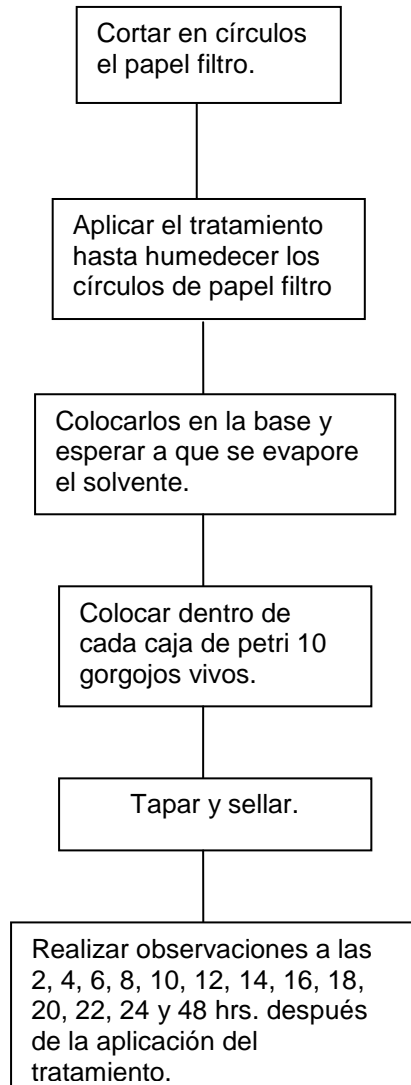 Cortar en círculos
el papel filtro.
Aplicar el tratamiento
hasta humedecer los
círculos de papel filtro
Colocarlos en la base y
esperar a que se evapore
el solvente.
Colocar dentro de
cada caja de petri 10
gorgojos vivos.
Tapar y sellar.
Realizar observaciones a las
2, 4, 6, 8, 10, 12, 14, 16, 18,
20, 22, 24 y 48 hrs. después
de la aplicación del
tratamiento.